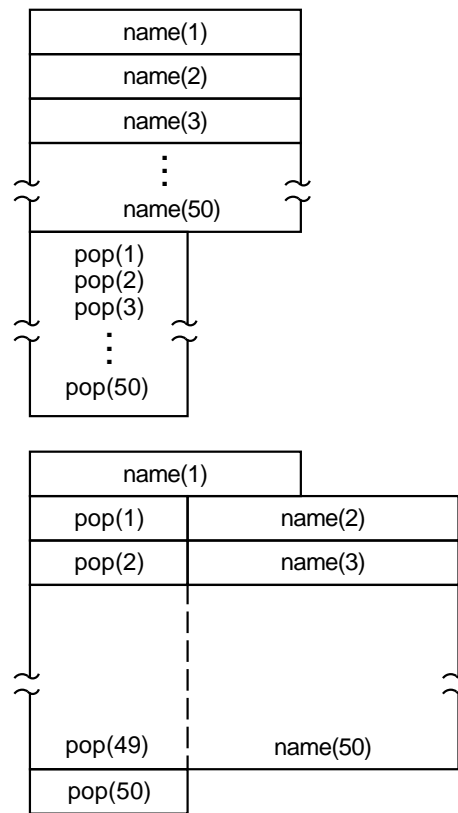 name(1)
name(2)
name(3)
⋮
name(50)
pop(1)
pop(2)
pop(3)
⋮
pop(50)
name(1)
pop(1) name(2)
pop(2) name(3)
pop(49) name(50)
pop(50)